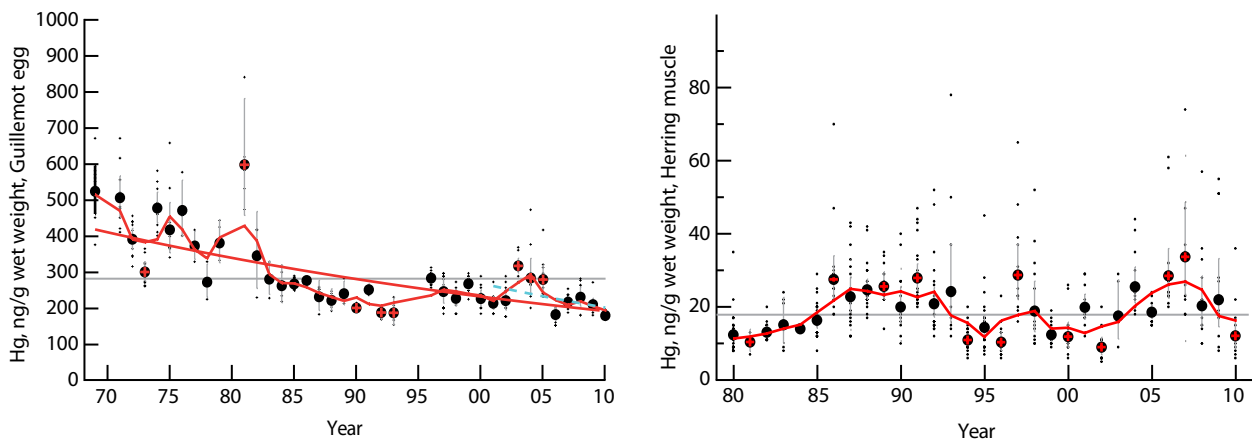 Hg, ng/g wet weight, Guillemot egg
1000
900
800
700
600
500
400
300
200
100
0
70 75 80 85 90 95 00 05 10
Year
Hg, ng/g wet weight, Herring muscle
80
60
40
20
0
80 85 90 95 00 05 10
Year